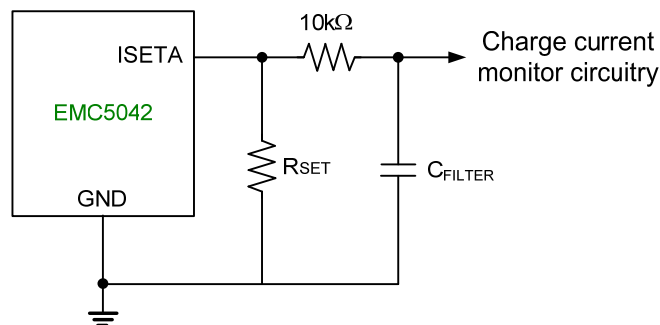 10kΩ
ISETA
Charge current
monitor circuitry
EMC5042
RSET
CFILTER
GND